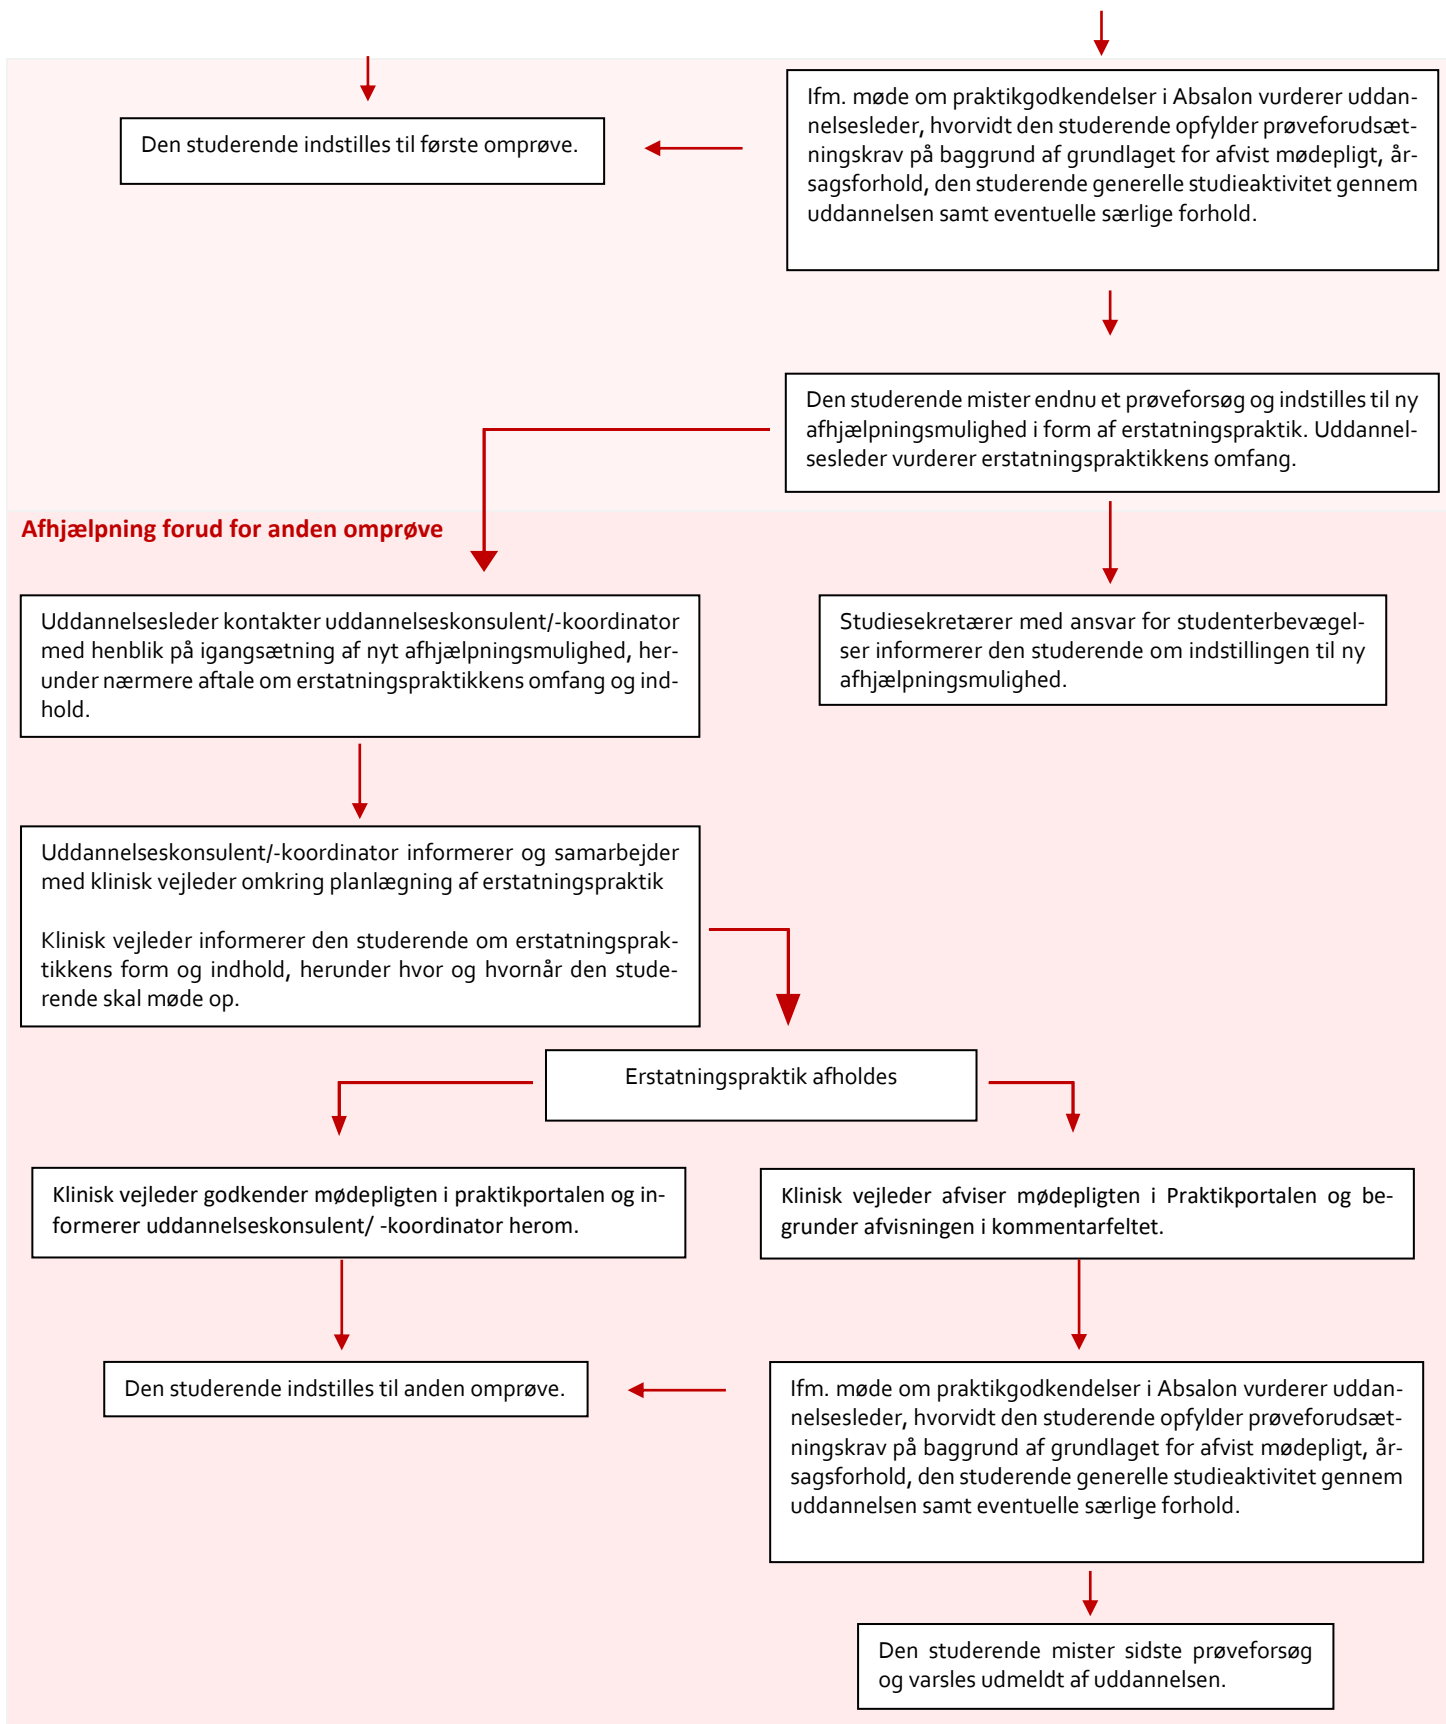 Den studerende indstilles til første omprøve.
Ifm. møde om praktikgodkendelser i Absalon vurderer uddan-
nelsesleder, hvorvidt den studerende opfylder prøveforudsæt-
ningskrav på baggrund af grundlaget for afvist mødepligt, år-
sagsforhold, den studerende generelle studieaktivitet gennem
uddannelsen samt eventuelle særlige forhold.
Den studerende mister endnu et prøveforsøg og indstilles til ny
afhjælpningsmulighed i form af erstatningspraktik. Uddannel-
sesleder vurderer erstatningspraktikkens omfang.
Afhjælpning forud for anden omprøve
Uddannelsesleder kontakter uddannelseskonsulent/-koordinator
med henblik på igangsætning af nyt afhjælpningsmulighed, her-
under nærmere aftale om erstatningspraktikkens omfang og ind-
hold.
Studiesekretærer med ansvar for studenterbevægel-
ser informerer den studerende om indstillingen til ny
afhjælpningsmulighed.
Uddannelseskonsulent/-koordinator informerer og samarbejder
med klinisk vejleder omkring planlægning af erstatningspraktik
Klinisk vejleder informerer den studerende om erstatningsprak-
tikkens form og indhold, herunder hvor og hvornår den stude-
rende skal møde op.
Erstatningspraktik afholdes
Klinisk vejleder godkender mødepligten i praktikportalen og in-
formerer uddannelseskonsulent/ -koordinator herom.
Klinisk vejleder afviser mødepligten i Praktikportalen og be-
grunder afvisningen i kommentarfeltet.
Den studerende indstilles til anden omprøve.
Ifm. møde om praktikgodkendelser i Absalon vurderer uddan-
nelsesleder, hvorvidt den studerende opfylder prøveforudsæt-
ningskrav på baggrund af grundlaget for afvist mødepligt, år-
sagsforhold, den studerende generelle studieaktivitet gennem
uddannelsen samt eventuelle særlige forhold.
Den studerende mister sidste prøveforsøg
og varsles udmeldt af uddannelsen.